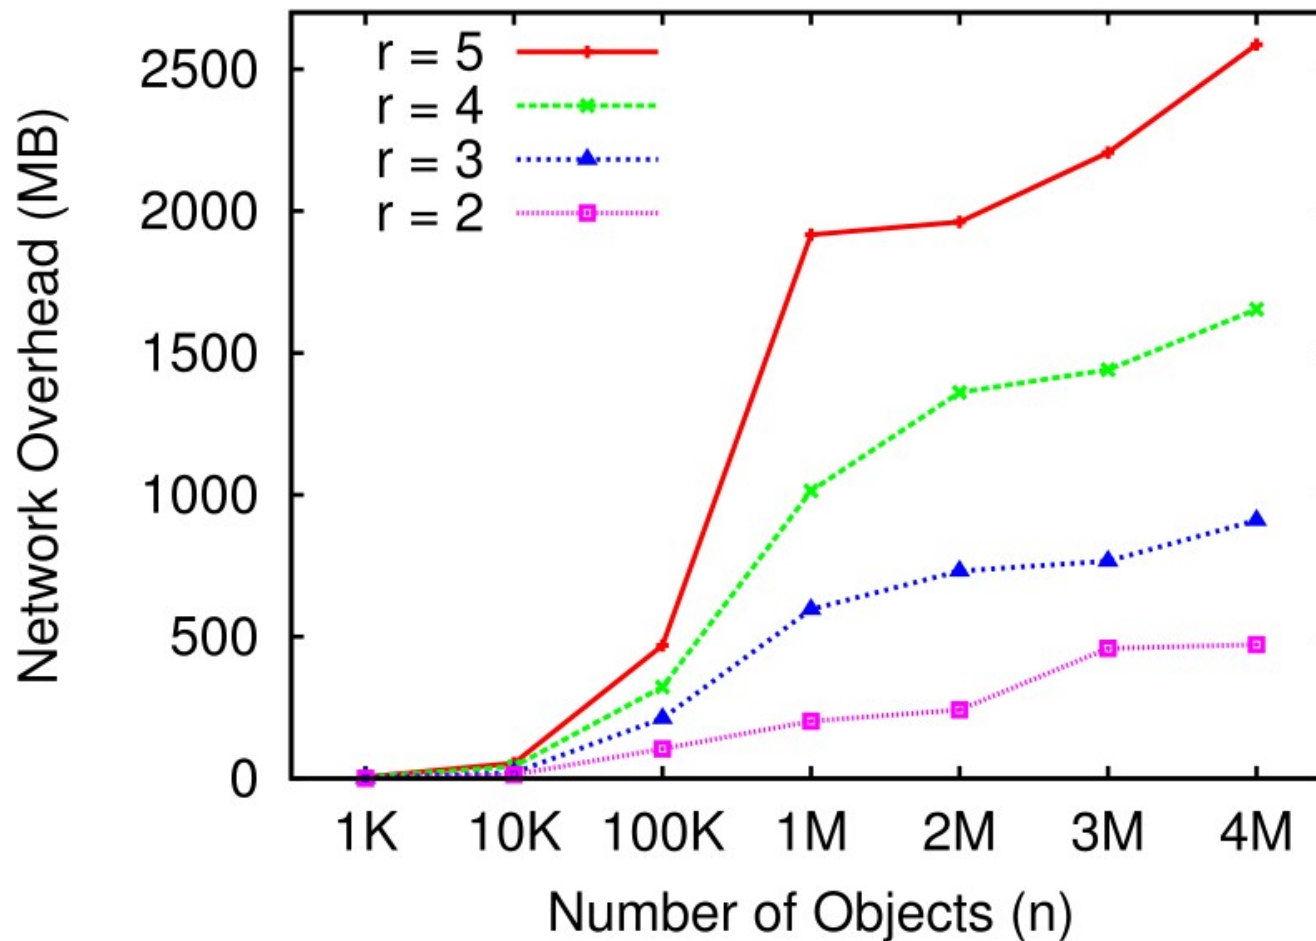 Network Overhead (MB)
2500
2000
1500
1000
500
0
r = 5
r = 4
r = 3
r = 2
1K 10K 100K 1M 2M 3M 4M
Number of Objects (n)